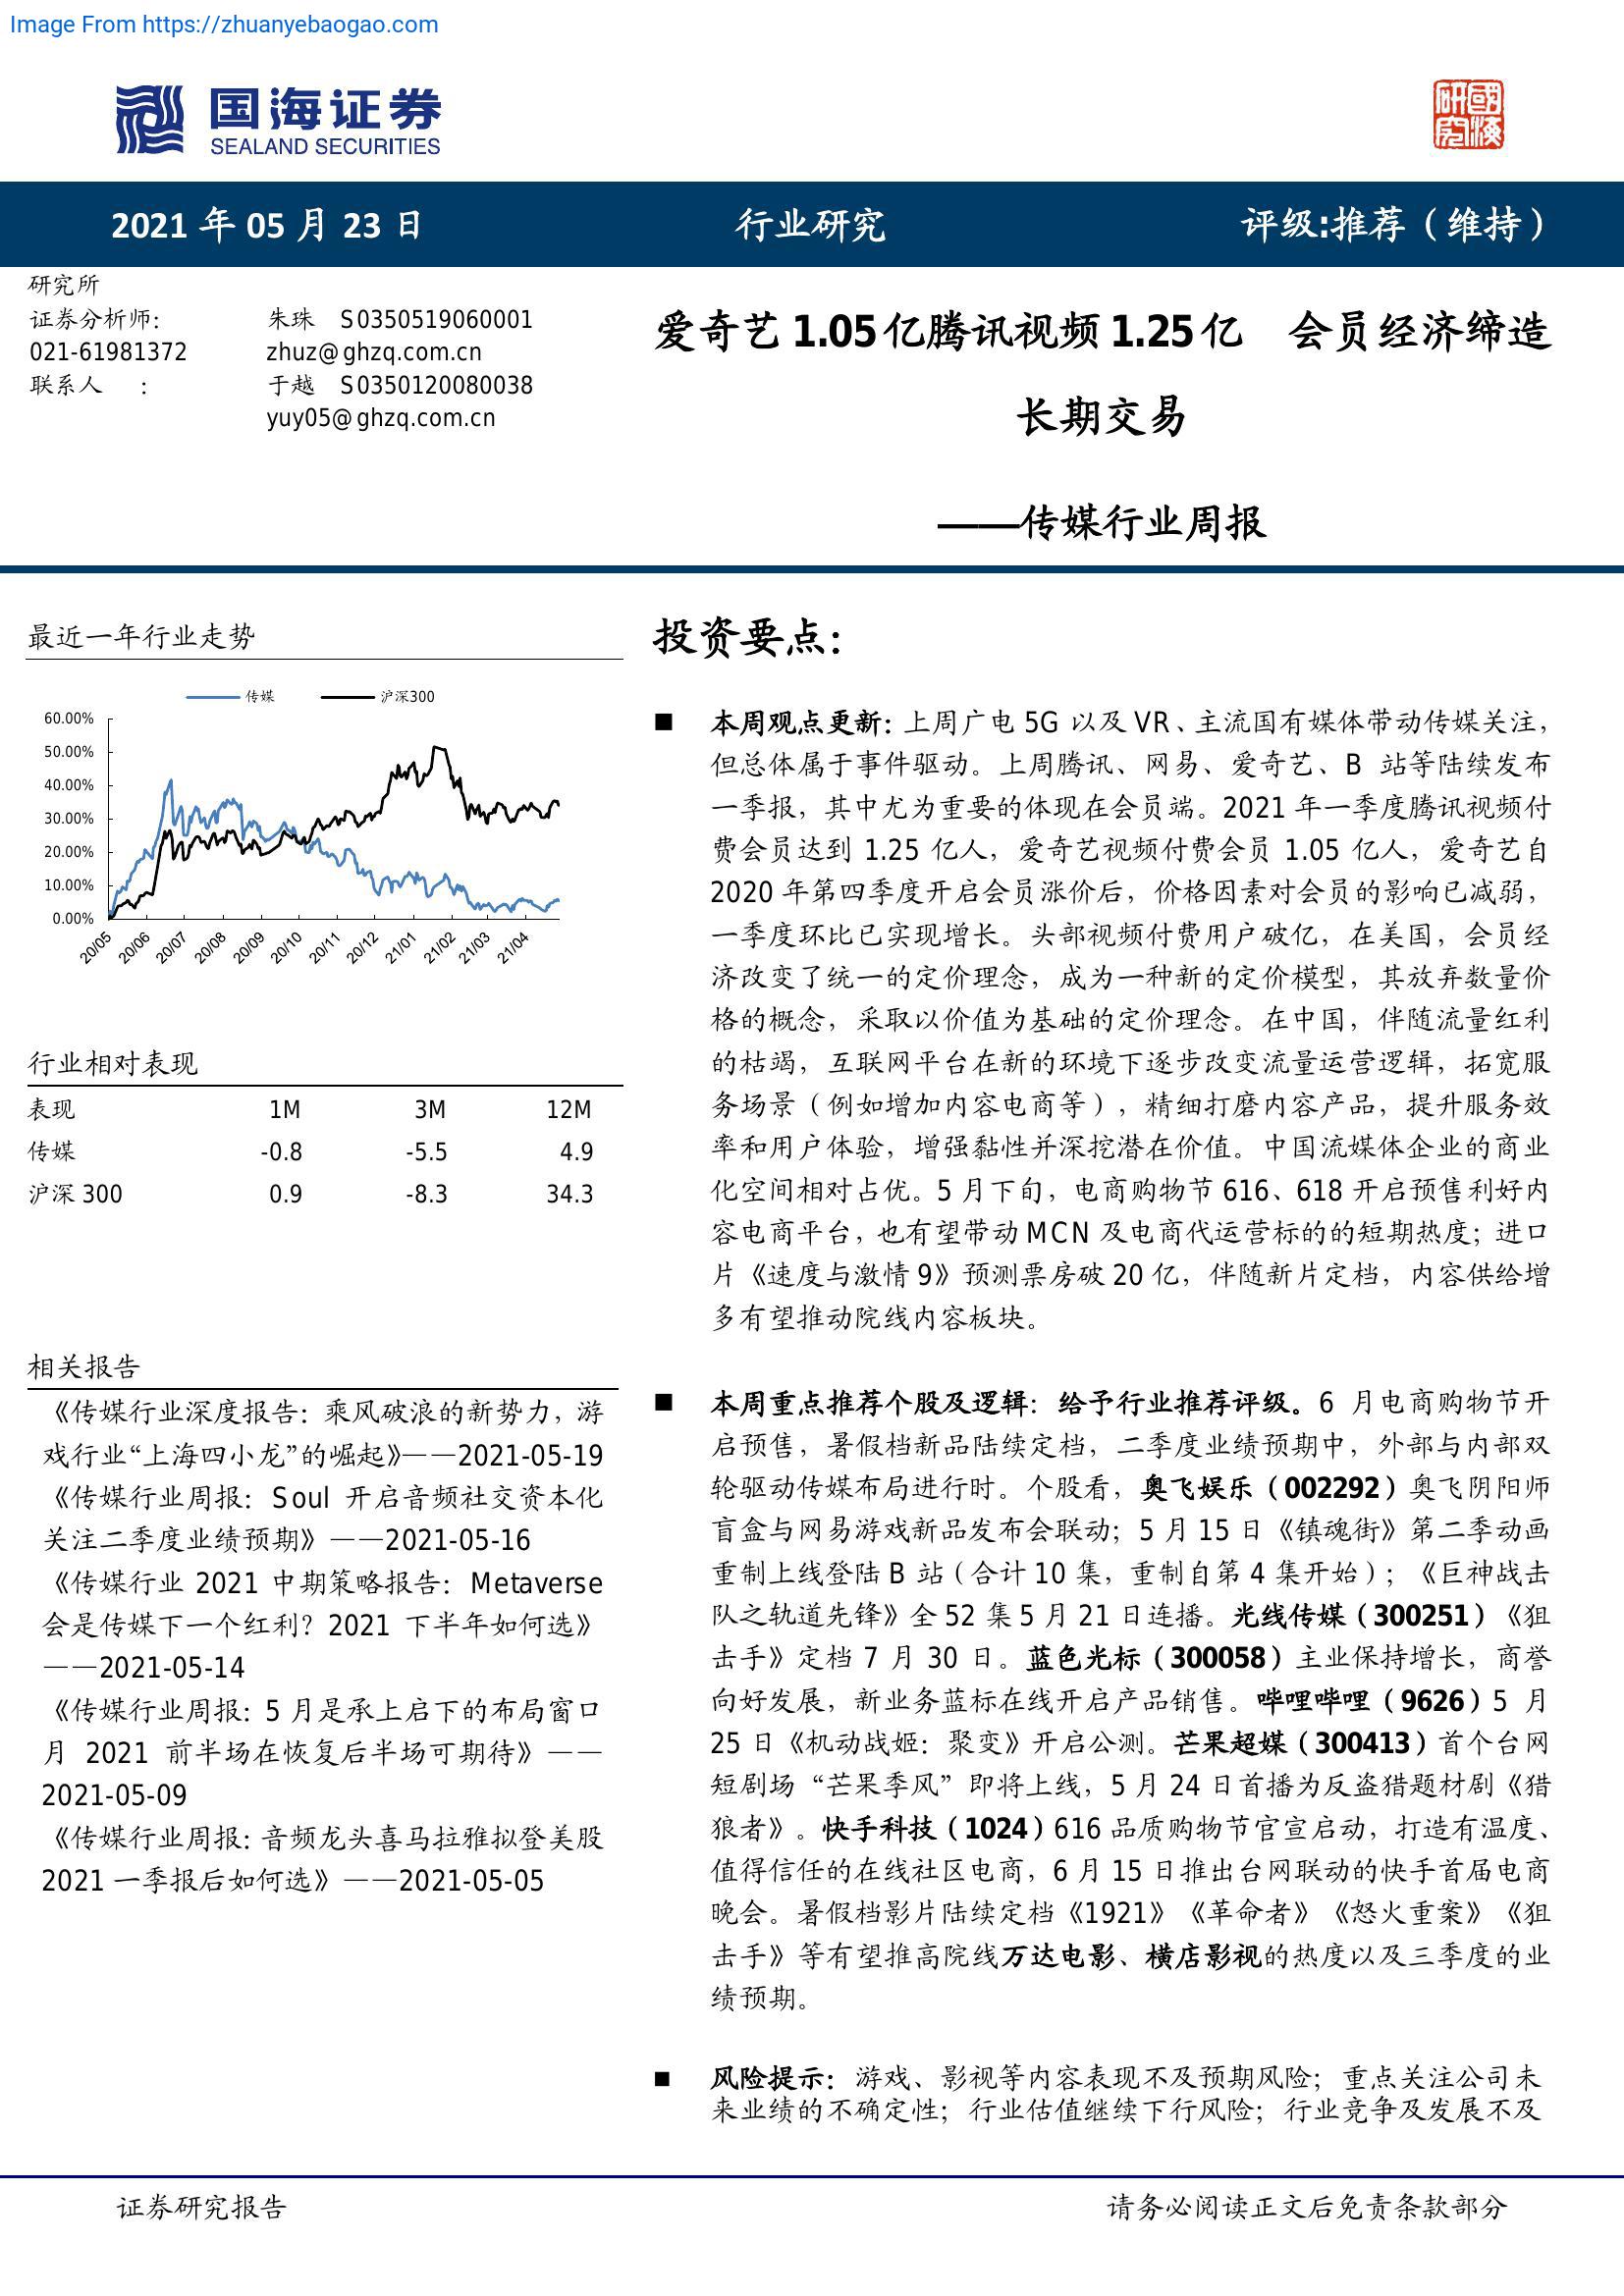 Image From https://zhuanyebaogao.com
国海证券
SEALAND SECURITIES
研究
國海
2021 年 05 月 23 日
行业研究
评级:推荐（维持）
研究所
证券分析师： 朱珠 S0350519060001
021-61981372 zhuz@ghzq.com.cn
联系人 ： 于越 S0350120080038
yuy05@ghzq.com.cn
爱奇艺 1.05亿腾讯视频 1.25亿 会员经济缔造
长期交易
——传媒行业周报
最近一年行业走势
传媒 沪深300
60.00%
50.00%
40.00%
30.00%
20.00%
10.00%
0.00%
20/05 20/06 20/07 20/08 20/09 20/10 20/11 20/12 21/01 21/02 21/03 21/04
行业相对表现
表现 1M 3M 12M
传媒 -0.8 -5.5 4.9
沪深 300 0.9 -8.3 34.3
相关报告
《传媒行业深度报告：乘风破浪的新势力，游
戏行业“上海四小龙”的崛起》——2021-05-19
《传媒行业周报：Soul 开启音频社交资本化
关注二季度业绩预期》——2021-05-16
《传媒行业 2021 中期策略报告：Metaverse
会是传媒下一个红利？2021 下半年如何选》
——2021-05-14
《传媒行业周报：5 月是承上启下的布局窗口
月 2021 前半场在恢复后半场可期待》——
2021-05-09
《传媒行业周报：音频龙头喜马拉雅拟登美股
2021 一季报后如何选》——2021-05-05
投资要点：
■ 本周观点更新：上周广电 5G 以及 VR、主流国有媒体带动传媒关注，
但总体属于事件驱动。上周腾讯、网易、爱奇艺、B 站等陆续发布
一季报，其中尤为重要的体现在会员端。2021 年一季度腾讯视频付
费会员达到 1.25 亿人，爱奇艺视频付费会员 1.05 亿人，爱奇艺自
2020 年第四季度开启会员涨价后，价格因素对会员的影响已减弱，
一季度环比已实现增长。头部视频付费用户破亿，在美国，会员经
济改变了统一的定价理念，成为一种新的定价模型，其放弃数量价
格的概念，采取以价值为基础的定价理念。在中国，伴随流量红利
的枯竭，互联网平台在新的环境下逐步改变流量运营逻辑，拓宽服
务场景（例如增加内容电商等），精细打磨内容产品，提升服务效
率和用户体验，增强黏性并深挖潜在价值。中国流媒体企业的商业
化空间相对占优。5 月下旬，电商购物节 616、618 开启预售利好内
容电商平台，也有望带动 MCN 及电商代运营标的的短期热度；进口
片《速度与激情 9》预测票房破 20 亿，伴随新片定档，内容供给增
多有望推动院线内容板块。
■ 本周重点推荐个股及逻辑：给予行业推荐评级。6 月电商购物节开
启预售，暑假档新品陆续定档，二季度业绩预期中，外部与内部双
轮驱动传媒布局进行时。个股看，奥飞娱乐（002292）奥飞阴阳师
盲盒与网易游戏新品发布会联动；5 月 15 日《镇魂街》第二季动画
重制上线登陆 B 站（合计 10 集，重制自第 4 集开始）；《巨神战击
队之轨道先锋》全 52 集 5 月 21 日连播。光线传媒（300251）《狙
击手》定档 7 月 30 日。蓝色光标（300058）主业保持增长，商誉
向好发展，新业务蓝标在线开启产品销售。哔哩哔哩（9626）5 月
25 日《机动战姬：聚变》开启公测。芒果超媒（300413）首个台网
短剧场“芒果季风”即将上线，5 月 24 日首播为反盗猎题材剧《猎
狼者》。快手科技（1024）616 品质购物节官宣启动，打造有温度、
值得信任的在线社区电商，6 月 15 日推出台网联动的快手首届电商
晚会。暑假档影片陆续定档《1921》《革命者》《怒火重案》《狙
击手》等有望推高院线万达电影、横店影视的热度以及三季度的业
绩预期。
■ 风险提示：游戏、影视等内容表现不及预期风险；重点关注公司未
来业绩的不确定性；行业估值继续下行风险；行业竞争及发展不及
证券研究报告
请务必阅读正文后免责条款部分